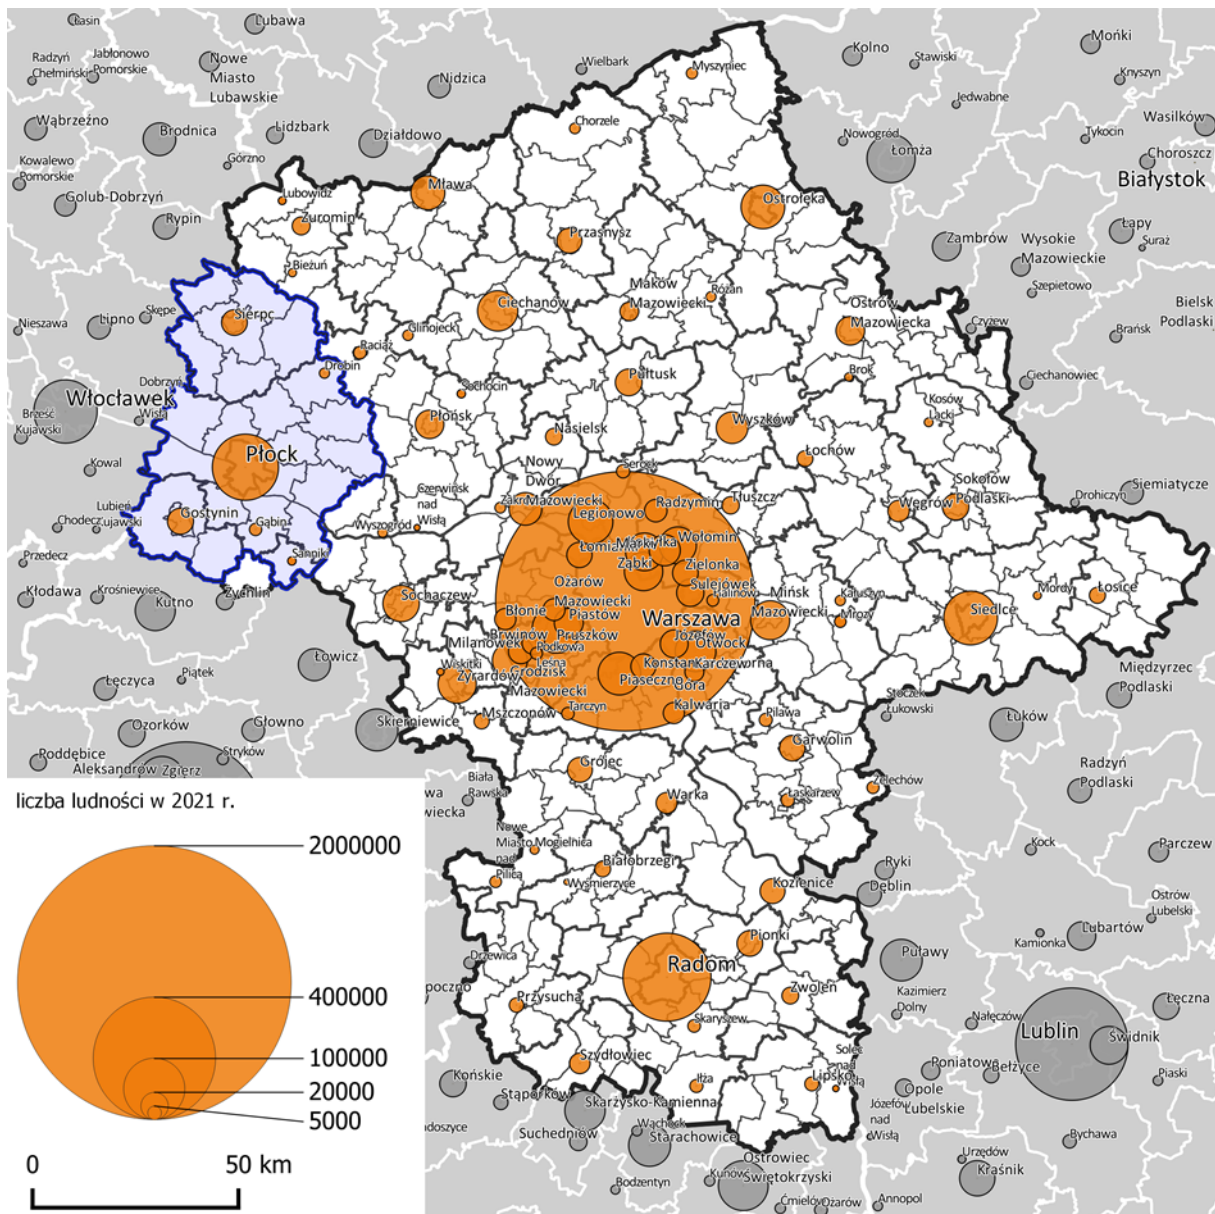 Łasin
Lubawa
Radzyń
Chełmiński
Jabłonowo
Pomorskie
Nowe
Miasto
Lubawskie
Nidzica
Wielbark
Myszyniec
Kolno
Stawiski
Mońki
Knyszyn
Jedwabne
Wąbrzeźno
Brodnica
Lidzbark
Działdowo
Chorzele
Nowogród
Łomża
Tykocin
Wasilków
Choroszcz
Białystok
Kowalewo
Pomorskie
Górzno
Golub-Dobrzyń
Rypin
Lubowidz
Żuromin
Mława
Przasnysz
Ostrołęka
Zambrów
Wysokie
Mazowieckie
Łapy
Suraż
Szepietowo
Bielsk
Podlaski
Brańsk
Bieżuń
Nieszawa
Lipno
Skępe
Sierpc
Ciechanów
Glinojeck
Maków
Mazowiecki
Różan
Ostrów
Mazowiecka
Czyżew
Ciechanowiec
Raciąż
Drobin
Sochocin
Pułtusk
Brok
Dobrzyń
Wisłą
Włocławek
Brześć
Kujawski
Płońsk
Nasielsk
Wyszków
Kosów
Lacki
Łochów
Kowal
Płock
Nowy
Dwór
Mazowiecki
Serock
Czerwińsk
nad
Wisłą
Radzymin
Tłuszcz
Węgrów
Sokołów
Podlaski
Drohiczyn
Siemiatycze
Lubień
Kujawski
Chodecz
Gostynin
Gąbin
Wyszogród
Legionowo
Łomianki
Marki
Wołomin
Ząbki
Zielonka
Sulejówek
Halinów
Przedecz
Sanniki
Kłodawa
Krośniewice
Kutno
Żychlin
Sochaczew
Ożarów
Mazowiecki
Błonie
Piastów
Pruszków
Brwinów
Milanówek
Podkowa
Leśna
Grodzisk
Mazowiecki
Warszawa
Mińsk
Mazowiecki
Kałuszyn
Mrozy
Siedlce
Mordy
Łosice
Józefów
Otwock
Karczew
Piaseczno
Góra
Kalwaria
Łęczyca
Piątek
Łowicz
Wiskitki
Żyrardów
Mszczonów
Tarczyn
Pilawa
Stoczek
Łukowski
Łuków
Międzyrzec
Podlaski
Ozorków
Głowno
Skierniewice
Poddębice
Stryków
Aleksandrów
Zgierz
Grójec
Garwolin
Żelechów
Łaskarzew
Radzyń
Podlaski
Biała
Rawska
wa
wiecka
Warka
Nowe
Miasto
nad
Pilicą
Mogielnica
Białobrzegi
Wyśmierzyce
Kozienice
Ryki
Dęblin
Kock
Parczew
Ostrów
Lubelski
Lubartów
Kamionka
Drzewica
poczno
Radom
Pionki
Puławy
Kazimierz
Dolny
Nałęczów
Łęczna
Przysucha
Zwoleń
Skaryszew
Lublin
Świdnik
Szydłowiec
Iłża
Solec
nad
Wisłą
Lipsko
Poniatowa
Bełżyce
Opole
Lubelskie
Piaski
Końskie
Stąporków
Skarżysko-Kamienna
Józefów
nad
Wisłą
adoszyce
Suchedniów
Wąchock
Starachowice
Bychawa
Bodzentyn
Kunów
Ostrowiec
Świętokrzyski
Urzędów
Kraśnik
Ćmielów
Ożarów
Annopol
liczba ludności w 2021 r.
2000000
400000
100000
20000
5000
0 50 km